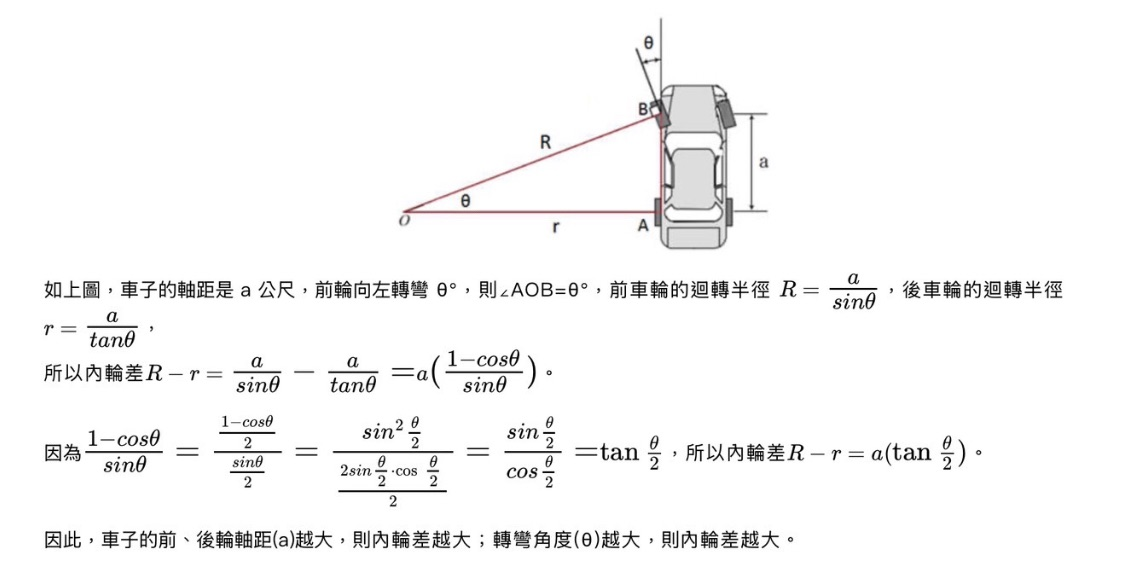 θ
B
R
a
θ
O
r
A
如上圖，車子的軸距是 a 公尺，前輪向左轉彎 θ°，則∠AOB=θ°，前車輪的迴轉半徑 R = a/sinθ，後車輪的迴轉半徑
r = a/tanθ，
所以內輪差R − r = a/sinθ − a/tanθ =a((1−cosθ)/sinθ)。
因為(1−cosθ)/sinθ = ((1−cosθ)/2)/(sinθ/2) = (sin² θ/2)/((2sin θ/2 ·cos θ/2)/2) = (sin θ/2)/(cos θ/2) =tan θ/2，所以內輪差R − r = a(tan θ/2)。
因此，車子的前、後輪軸距(a)越大，則內輪差越大；轉彎角度(θ)越大，則內輪差越大。